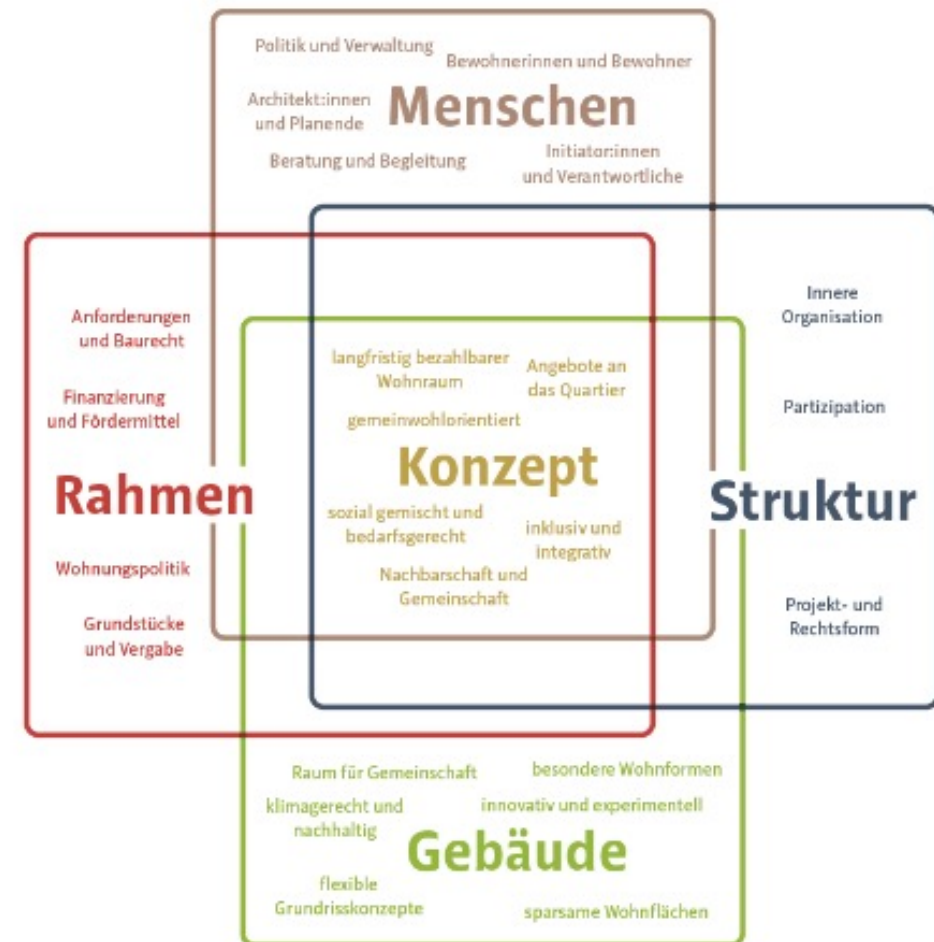 Politik und Verwaltung
Bewohnerinnen und Bewohner
Architekt:innen
und Planende
Menschen
Beratung und Begleitung
Initiator:innen
und Verantwortliche
Anforderungen
und Baurecht
Finanzierung
und Fördermittel
Rahmen
Wohnungspolitik
Grundstücke
und Vergabe
langfristig bezahlbarer
Wohnraum
Angebote an
das Quartier
gemeinwohlorientiert
Konzept
sozial gemischt und
bedarfsgerecht
inklusiv und
integrativ
Nachbarschaft und
Gemeinschaft
Innere
Organisation
Partizipation
Struktur
Projekt- und
Rechtsform
Raum für Gemeinschaft
besondere Wohnformen
klimagerecht und
nachhaltig
innovativ und experimentell
Gebäude
flexible
Grundrisskonzepte
sparsame Wohnflächen